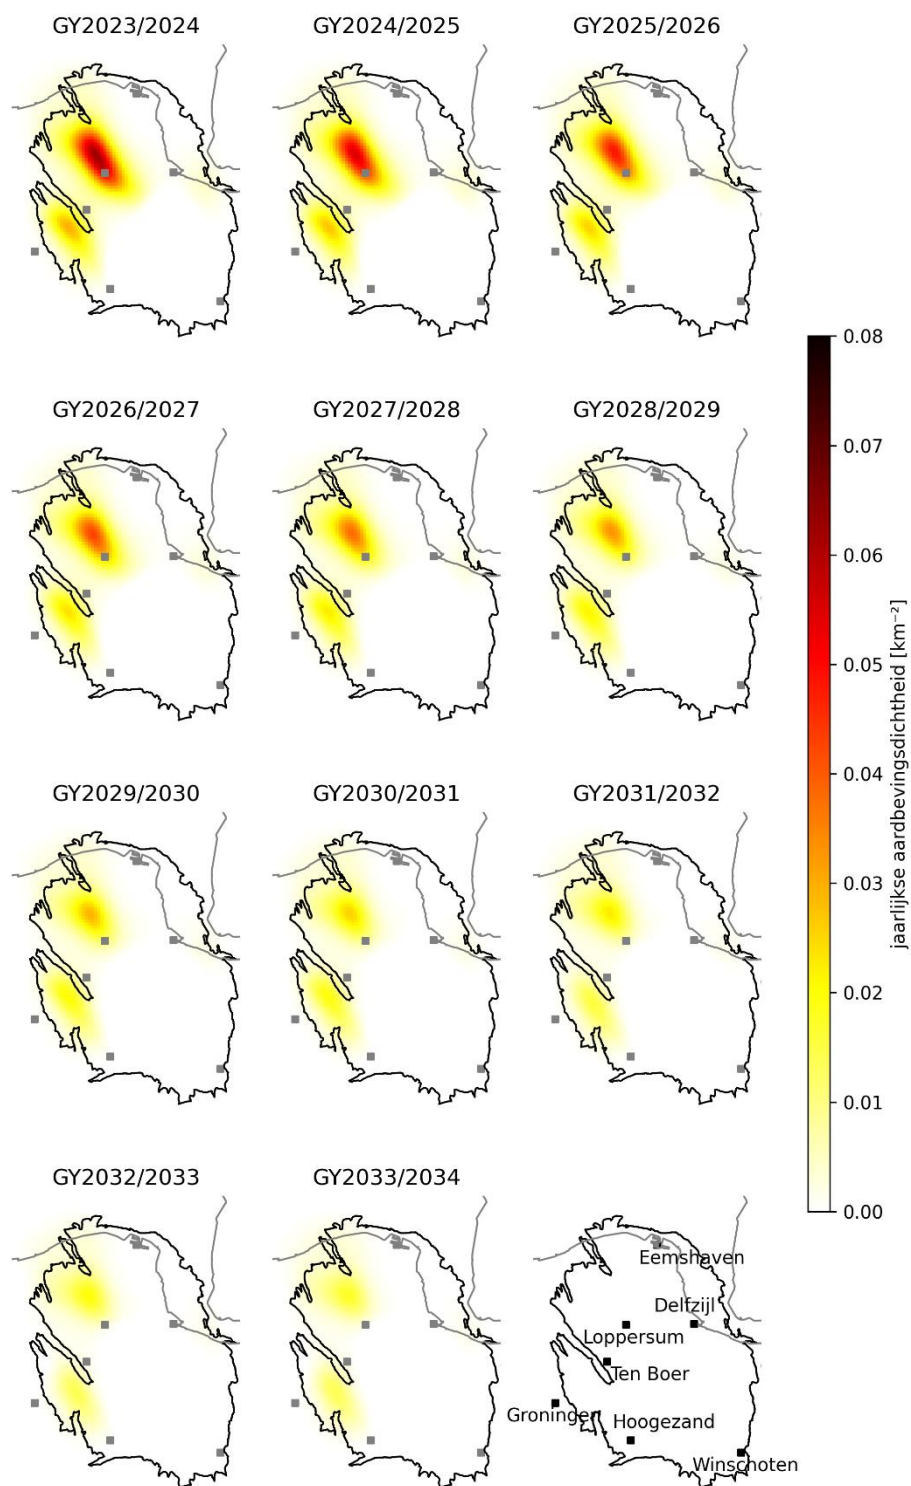 GY2023/2024
GY2024/2025
GY2025/2026
GY2026/2027
GY2027/2028
GY2028/2029
GY2029/2030
GY2030/2031
GY2031/2032
GY2032/2033
GY2033/2034
Eemshaven
Delfzijl
Loppersum
Ten Boer
Groningen
Hoogezand
Winschoten
0.08
0.07
0.06
0.05
0.04
0.03
0.02
0.01
0.00
jaarlijkse aardbevingsdichtheid [km⁻²]